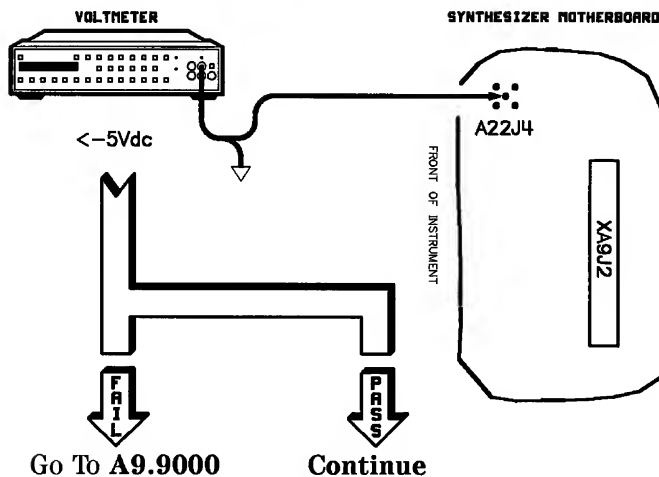 VOLTMETER
SYNTHESIZER MOTHERBOARD
A22J4
<-5Vdc
FRONT OF INSTRUMENT
XA9J2
FAIL
PASS
Go To A9.9000
Continue